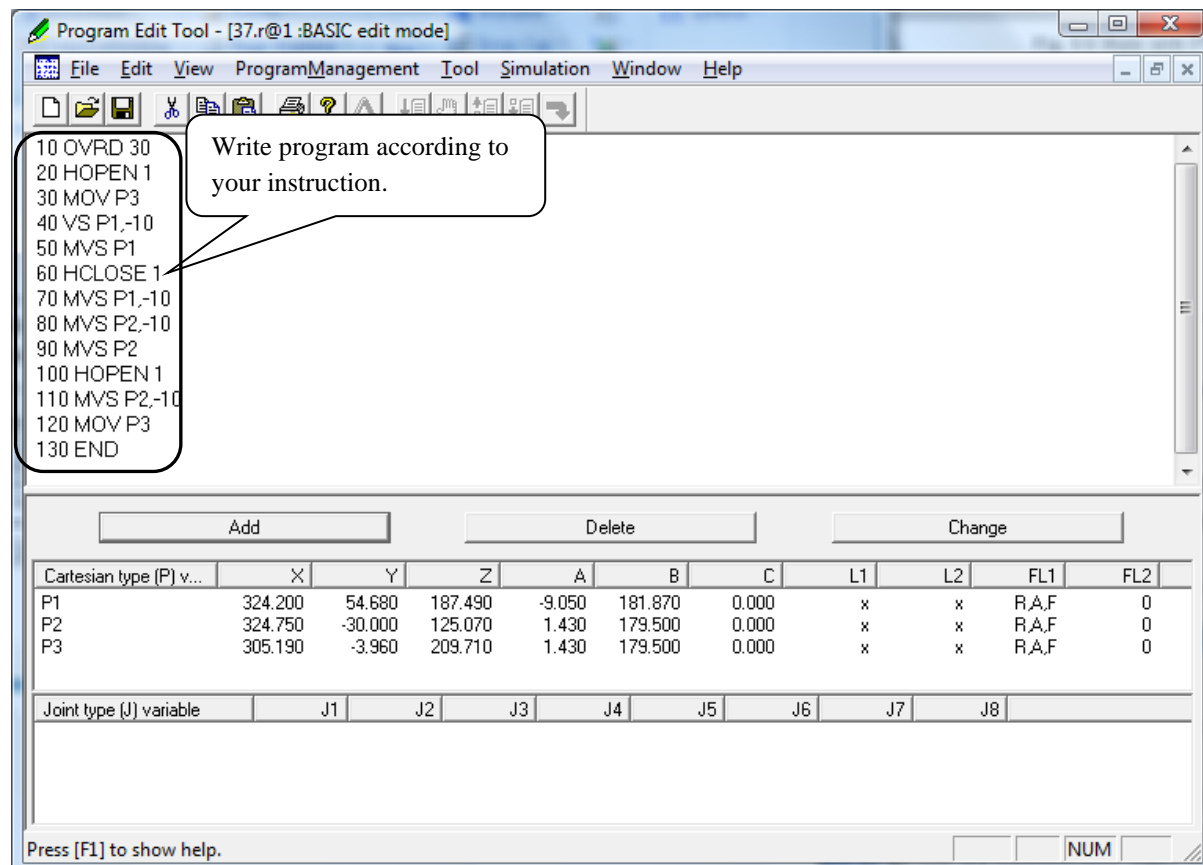 Program Edit Tool - [37.r@1 :BASIC edit mode]
File Edit View ProgramManagement Tool Simulation Window Help
10 OVRD 30
20 HOPEN 1
30 MOV P3
40 VS P1,-10
50 MVS P1
60 HCLOSE 1
70 MVS P1,-10
80 MVS P2,-10
90 MVS P2
100 HOPEN 1
110 MVS P2,-10
120 MOV P3
130 END
Write program according to
your instruction.
Add Delete Change
Cartesian type (P) v... X Y Z A B C L1 L2 FL1 FL2
P1 324.200 54.680 187.490 -9.050 181.870 0.000 x x R,A,F 0
P2 324.750 -30.000 125.070 1.430 179.500 0.000 x x R,A,F 0
P3 305.190 -3.960 209.710 1.430 179.500 0.000 x x R,A,F 0
Joint type (J) variable J1 J2 J3 J4 J5 J6 J7 J8
Press [F1] to show help. NUM